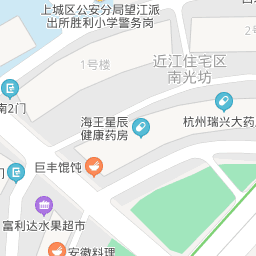 上城区公安分局望江派
出所胜利小学警务岗
1号楼
2号
近江住宅区
南光坊
南2门
海王星辰
健康药房
杭州瑞兴大药
巨丰馄饨
门
富利达水果超市
安徽料理